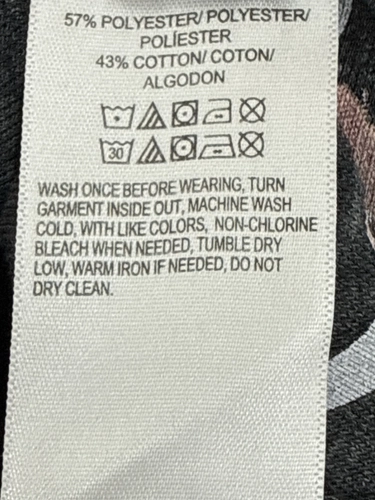 57% POLYESTER/ POLYESTER/
POLÍESTER
43% COTTON/ COTON/
ALGODON
30
WASH ONCE BEFORE WEARING, TURN
GARMENT INSIDE OUT, MACHINE WASH
COLD, WITH LIKE COLORS, NON-CHLORINE
BLEACH WHEN NEEDED, TUMBLE DRY
LOW, WARM IRON IF NEEDED, DO NOT
DRY CLEAN.